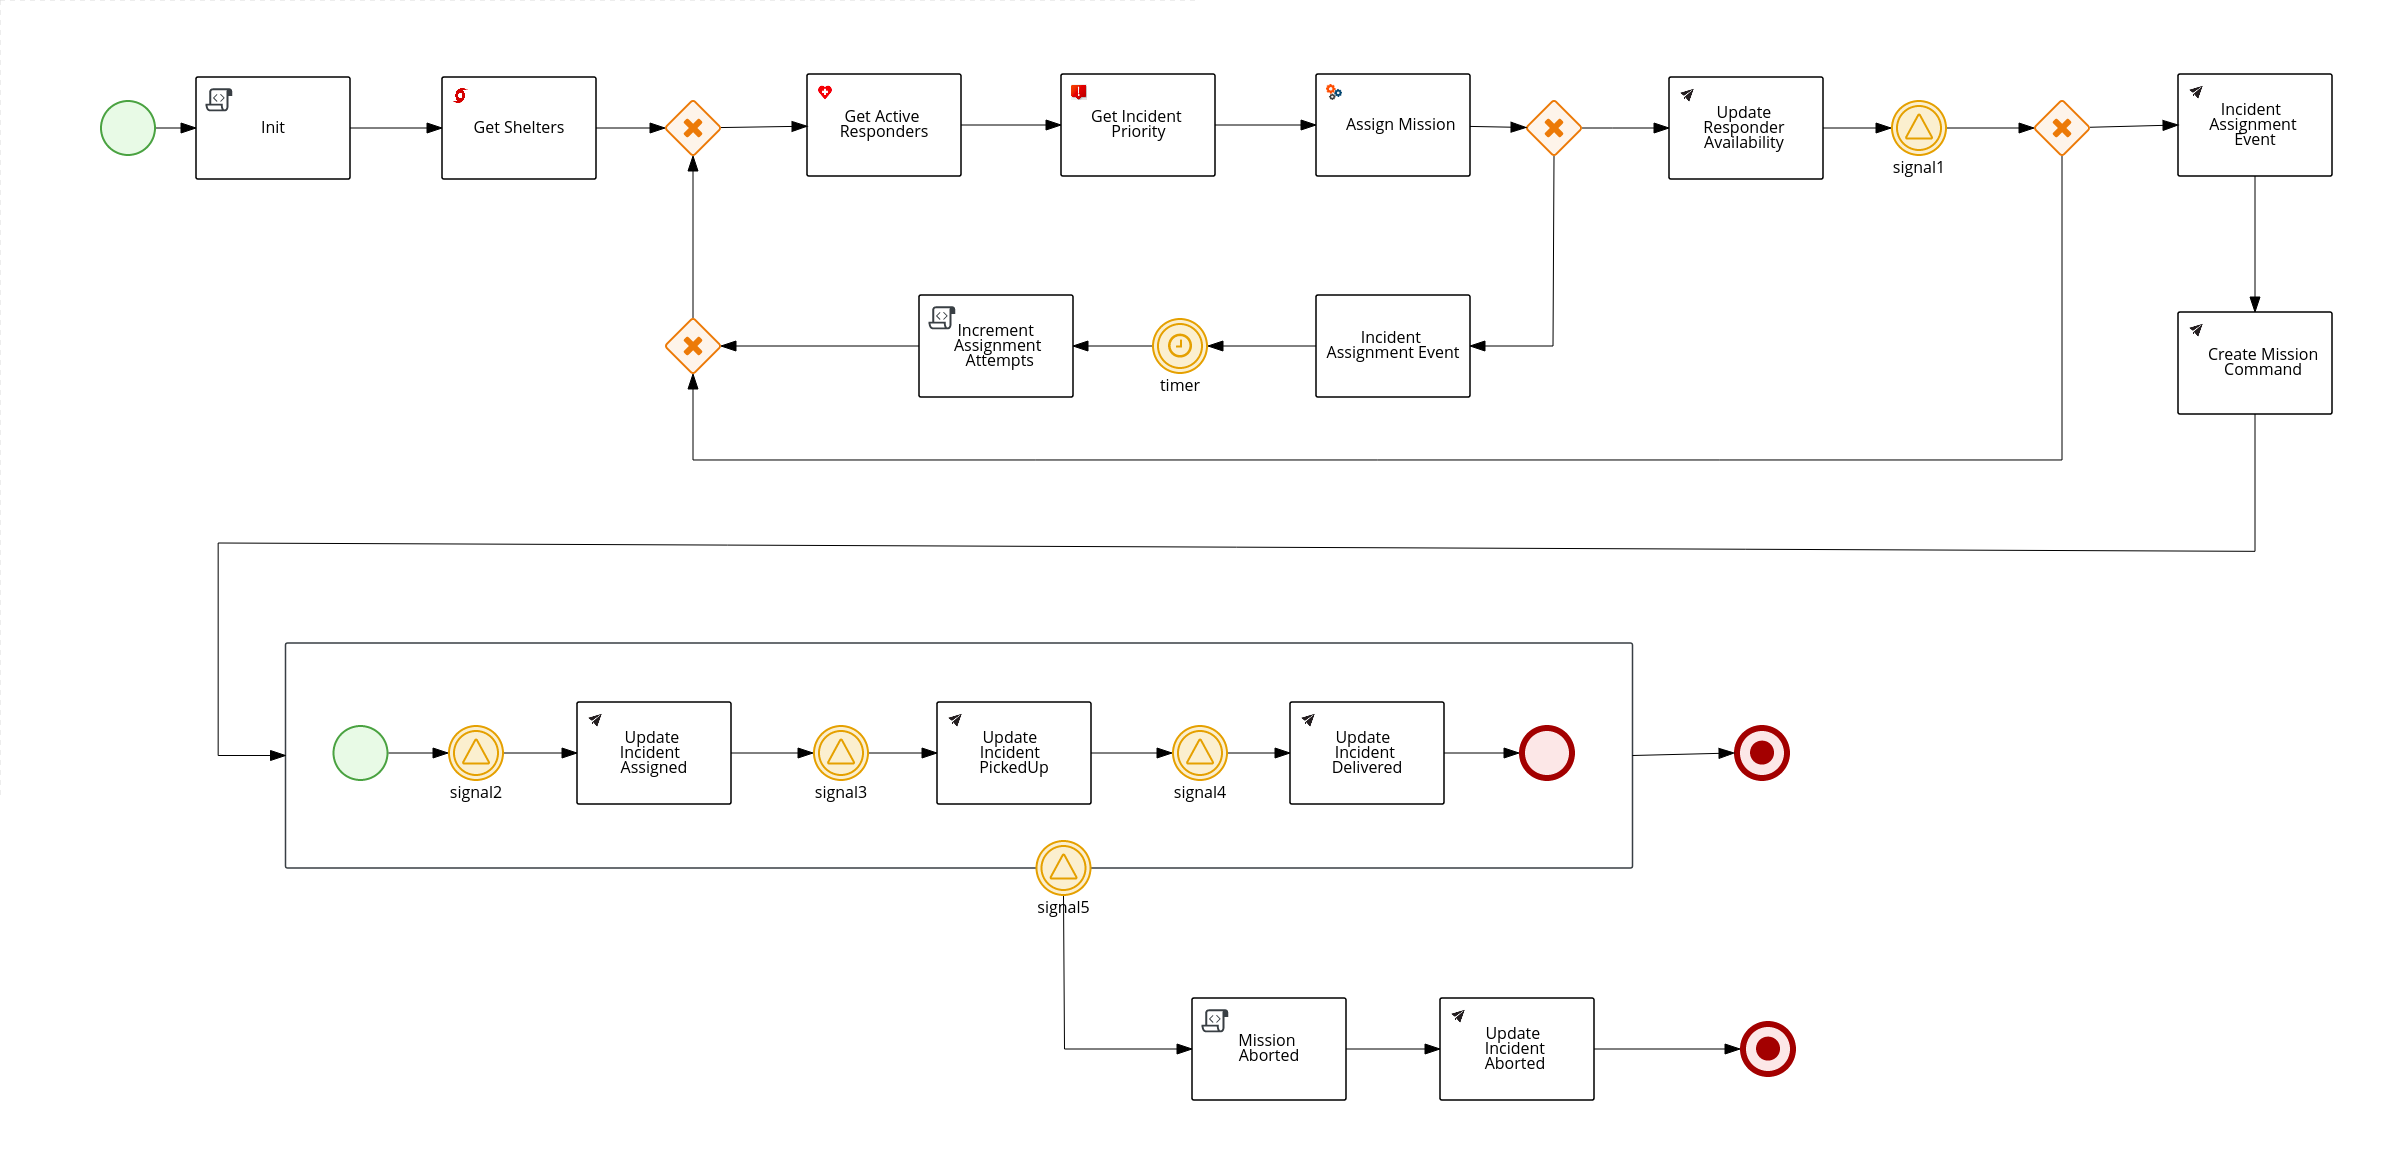 Init
Get Shelters
Get Active
Responders
Get Incident
Priority
Assign Mission
Update
Responder
Availability
signal1
Incident
Assignment
Event
Increment
Assignment
Attempts
timer
Incident
Assignment Event
Create Mission
Command
signal2
Update
Incident
Assigned
signal3
Update
Incident
PickedUp
signal4
Update
Incident
Delivered
signal5
Mission
Aborted
Update
Incident
Aborted